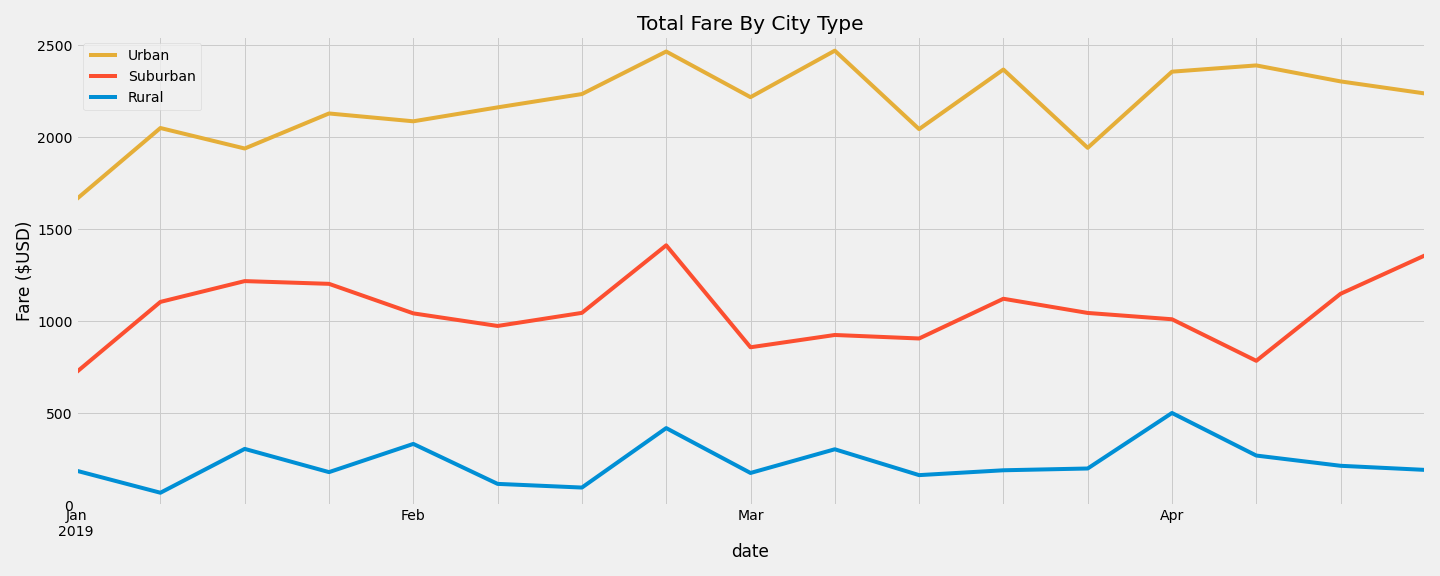 Total Fare By City Type
Urban
Suburban
Rural
2500
2000
1500
1000
500
0
Fare ($USD)
Jan
2019
Feb
Mar
Apr
date